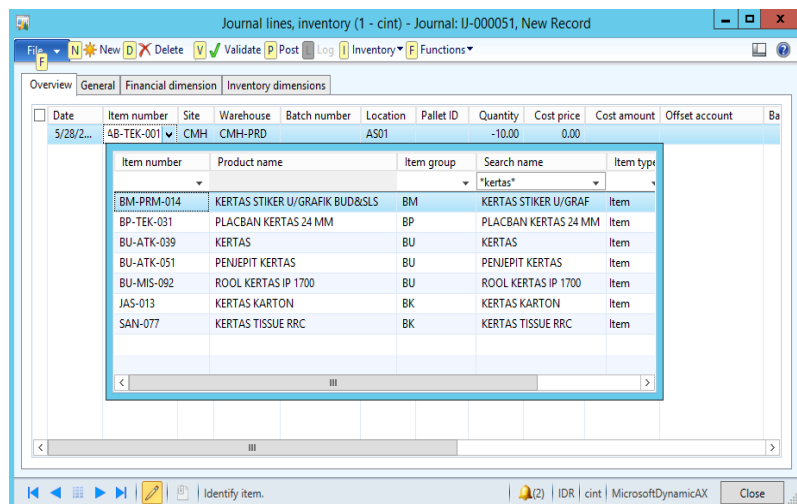 Journal lines, inventory (1 - cint) - Journal: IJ-000051, New Record
File F N New D Delete V Validate P Post L Log I Inventory F Functions
Overview General Financial dimension Inventory dimensions
Date Item number Site Warehouse Batch number Location Pallet ID Quantity Cost price Cost amount Offset account Ba
5/28/2... AB-TEK-001 CMH CMH-PRD AS01 -10.00 0.00
Item number Product name Item group Search name Item type
*kertas*
BM-PRM-014 KERTAS STIKER U/GRAFIK BUD&SLS BM KERTAS STIKER U/GRAF Item
BP-TEK-031 PLACBAN KERTAS 24 MM BP PLACBAN KERTAS 24 MM Item
BU-ATK-039 KERTAS BU KERTAS Item
BU-ATK-051 PENJEPIT KERTAS BU PENJEPIT KERTAS Item
BU-MIS-092 ROOL KERTAS IP 1700 BU ROOL KERTAS IP 1700 Item
JAS-013 KERTAS KARTON BK KERTAS KARTON Item
SAN-077 KERTAS TISSUE RRC BK KERTAS TISSUE RRC Item
Identify item. (2) IDR cint MicrosoftDynamicAX Close